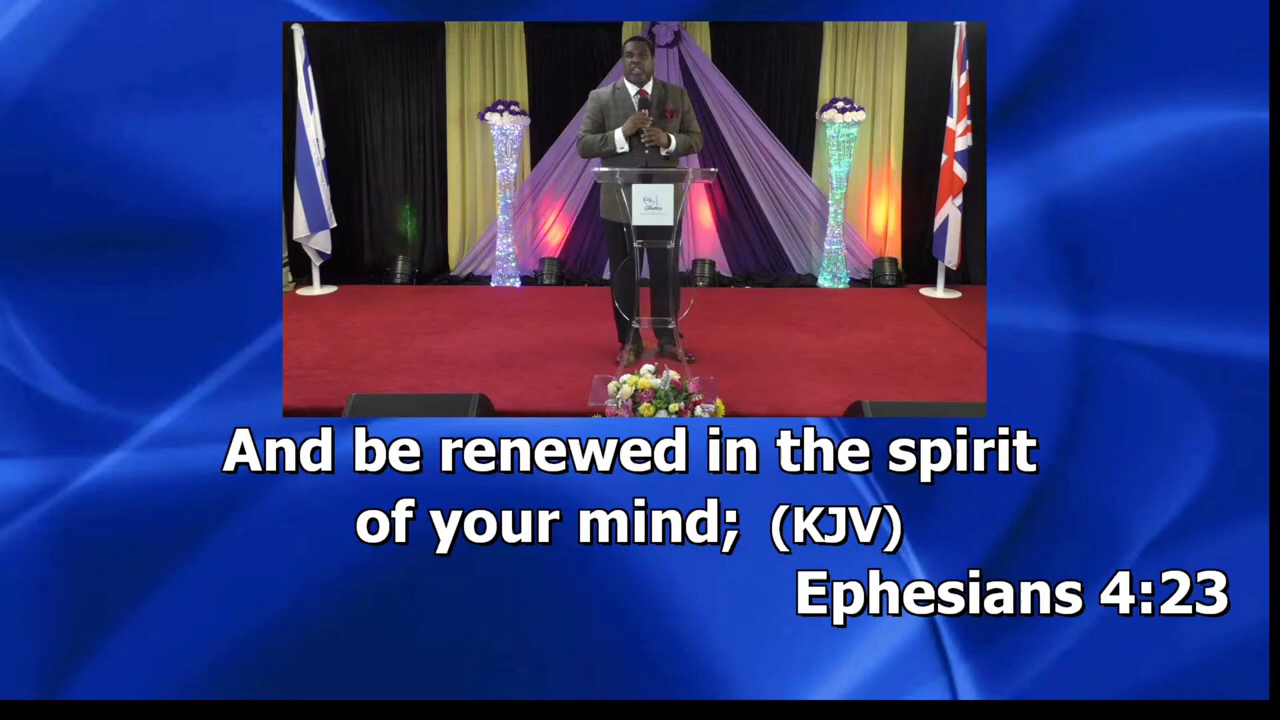 And be renewed in the spirit
of your mind; (KJV)
Ephesians 4:23